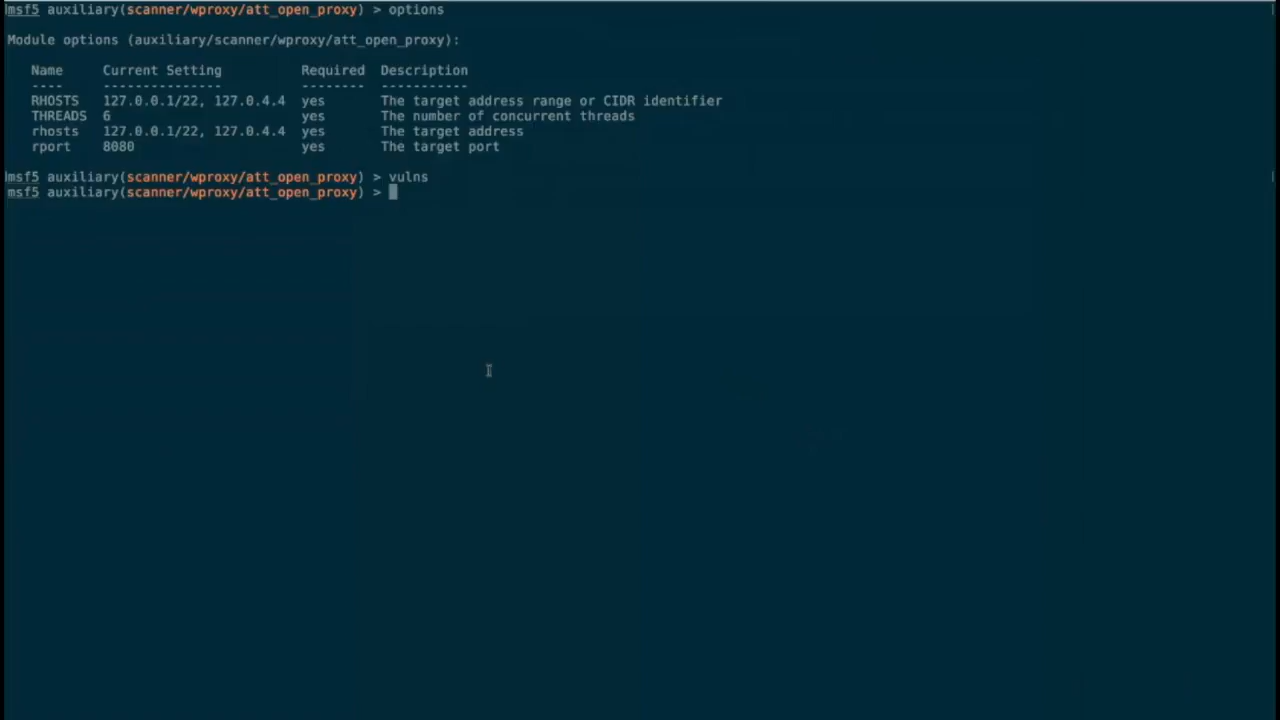 msf5 auxiliary(scanner/wproxy/att_open_proxy) > options
Module options (auxiliary/scanner/wproxy/att_open_proxy):
Name Current Setting Required Description
---- --------------- -------- -----------
RHOSTS 127.0.0.1/22, 127.0.4.4 yes The target address range or CIDR identifier
THREADS 6 yes The number of concurrent threads
rhosts 127.0.0.1/22, 127.0.4.4 yes The target address
rport 8080 yes The target port
msf5 auxiliary(scanner/wproxy/att_open_proxy) > vulns
msf5 auxiliary(scanner/wproxy/att_open_proxy) >